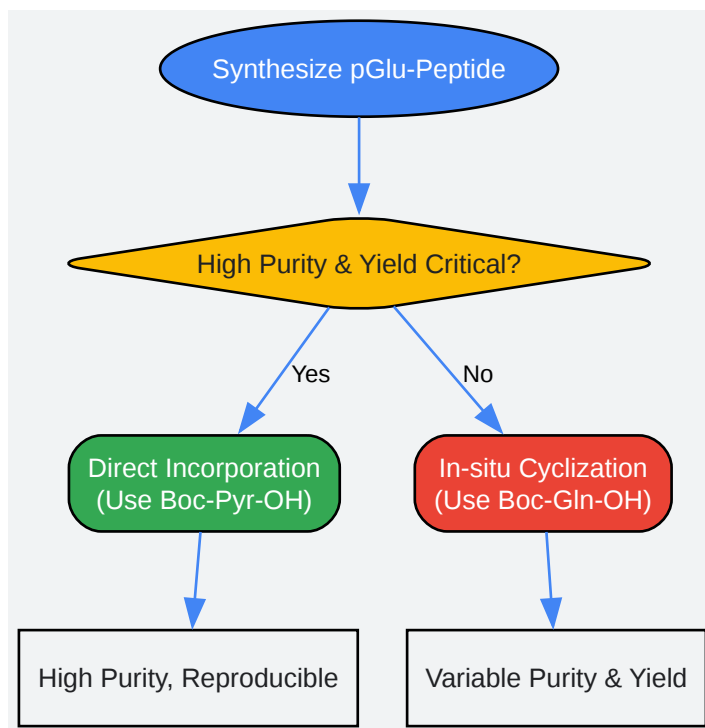 Synthesize pGlu-Peptide
High Purity & Yield Critical?
Yes
No
Direct Incorporation
(Use Boc-Pyr-OH)
In-situ Cyclization
(Use Boc-Gln-OH)
High Purity, Reproducible
Variable Purity & Yield